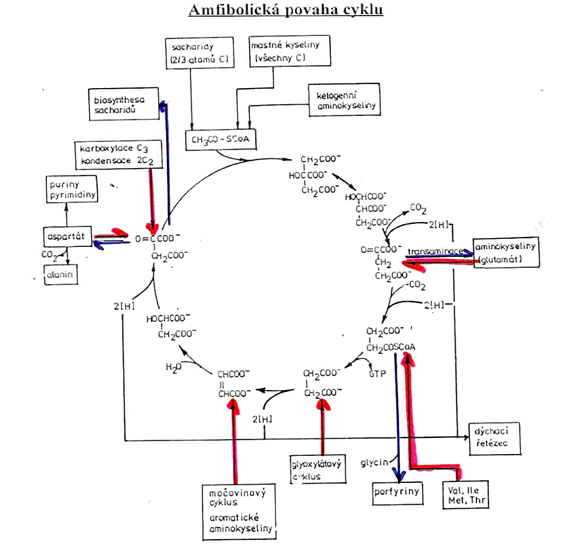 Amfibolická povaha cyklu
sacharidy
(2/3 atomů C)
mastné kyseliny
(všechny C)
ketogenní
aminokyseliny
biosynthesa
sacharidů
CH₃CO-SCoA
karboxylace C₃
kondensace 2C₂
CH₂COO⁻
HOCCOO⁻
CH₂COO⁻
HOCHCOO⁻
CHCOO⁻
CH₂COO⁻
CO₂
2[H]
puriny
pyrimidiny
aspartát
CO₂
alanin
O=CCOO⁻
CH₂COO⁻
O=CCOO⁻
CH₂
CH₂COO⁻
transaminace
aminokyseliny
(glutamát)
CO₂
2[H]
2[H]
HOCHCOO⁻
CH₂COO⁻
CH₂COO⁻
CH₂COSCoA
H₂O
GTP
CHCOO⁻
CHCOO⁻
CH₂COO⁻
CH₂COO⁻
2[H]
dýchací
řetězec
glyoxylátový
cyklus
glycin
močovinový
cyklus
aromatické
aminokyseliny
porfyriny
Val, Ile
Met, Thr